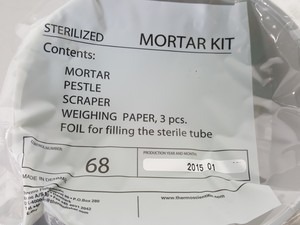 STERILIZED MORTAR KIT
Contents:
MORTAR
PESTLE
SCRAPER
WEIGHING PAPER, 3 pcs.
FOIL for filling the sterile tube
PRODUCTION YEAR AND MONTH:
68
2015 01
MADE IN